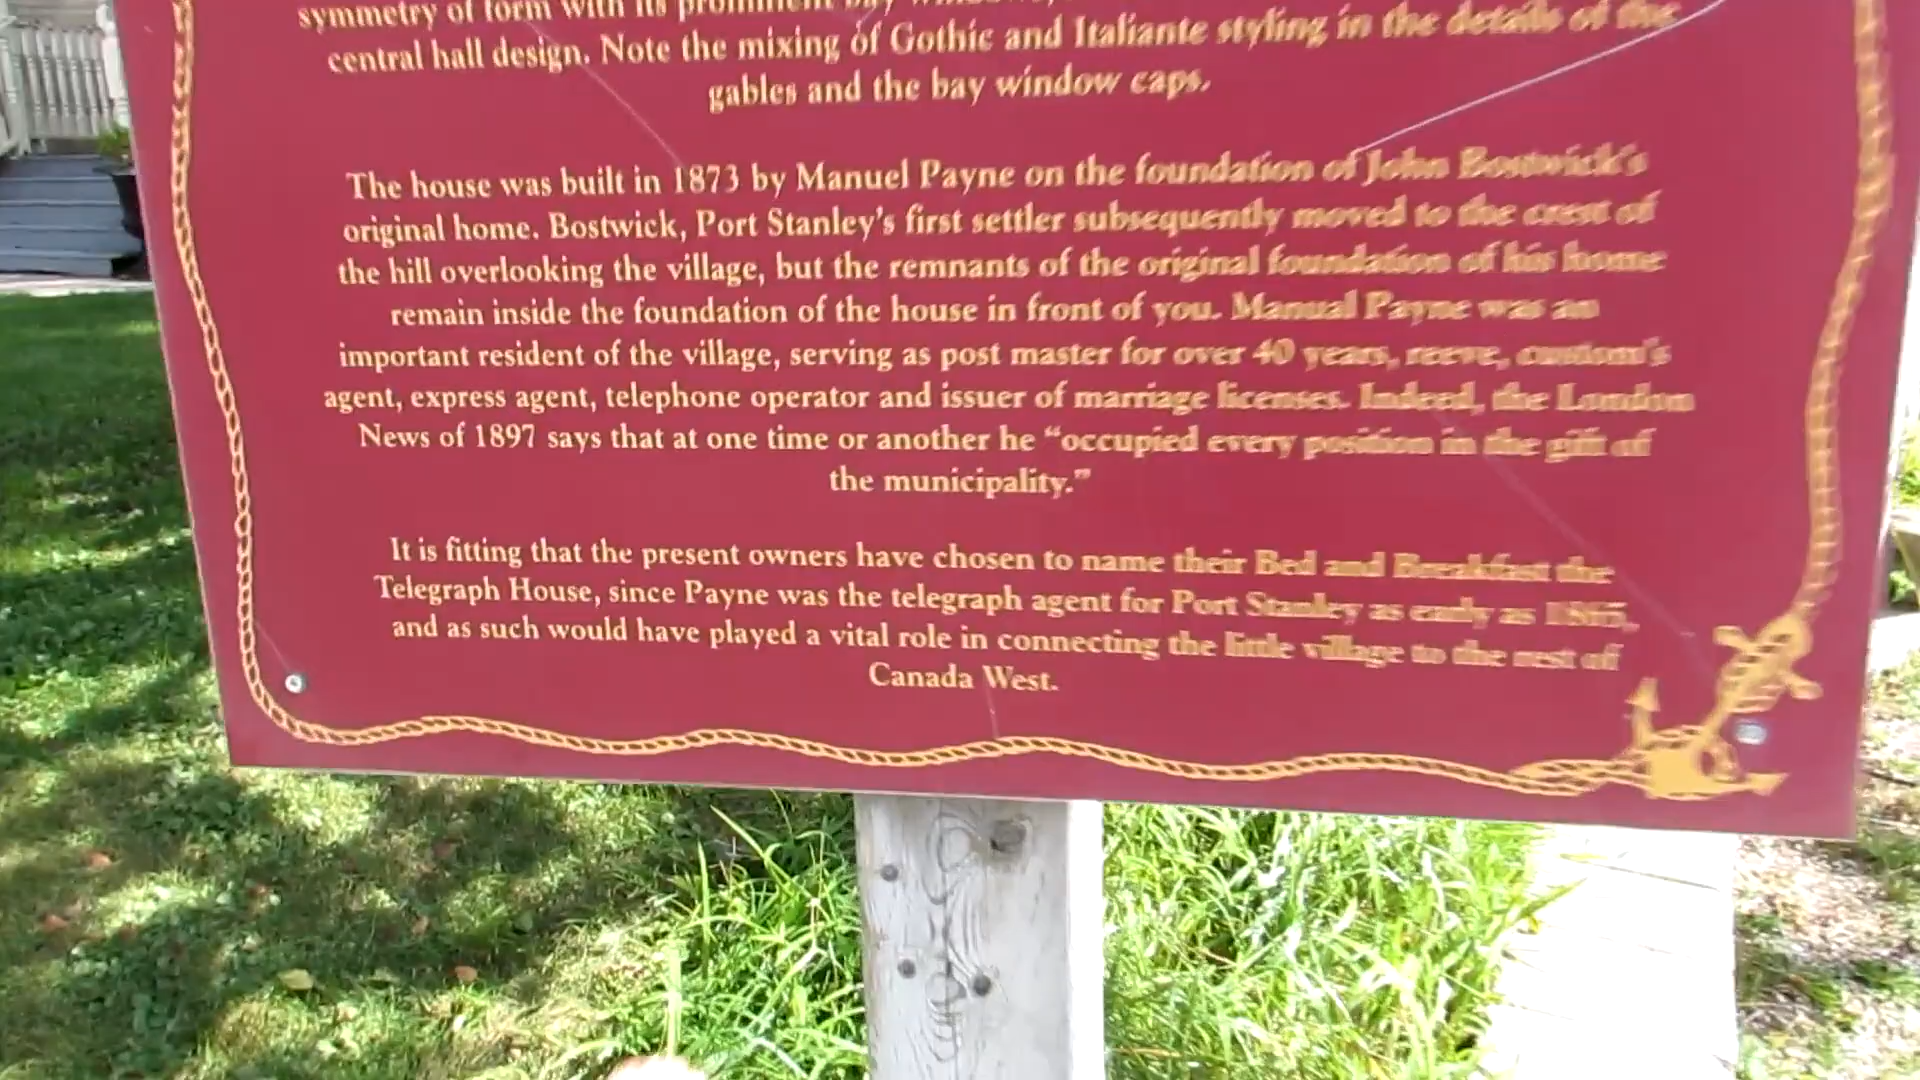 symmetry of form with its prominent bay windows,
central hall design. Note the mixing of Gothic and Italiante styling in the details of the
gables and the bay window caps.
The house was built in 1873 by Manuel Payne on the foundation of John Bostwick's
original home. Bostwick, Port Stanley's first settler subsequently moved to the crest of
the hill overlooking the village, but the remnants of the original foundation of his home
remain inside the foundation of the house in front of you. Manual Payne was an
important resident of the village, serving as post master for over 40 years, reeve, custom's
agent, express agent, telephone operator and issuer of marriage licenses. Indeed, the London
News of 1897 says that at one time or another he “occupied every position in the gift of
the municipality.”
It is fitting that the present owners have chosen to name their Bed and Breakfast the
Telegraph House, since Payne was the telegraph agent for Port Stanley as early as
and as such would have played a vital role in connecting the little village to the rest of
Canada West.